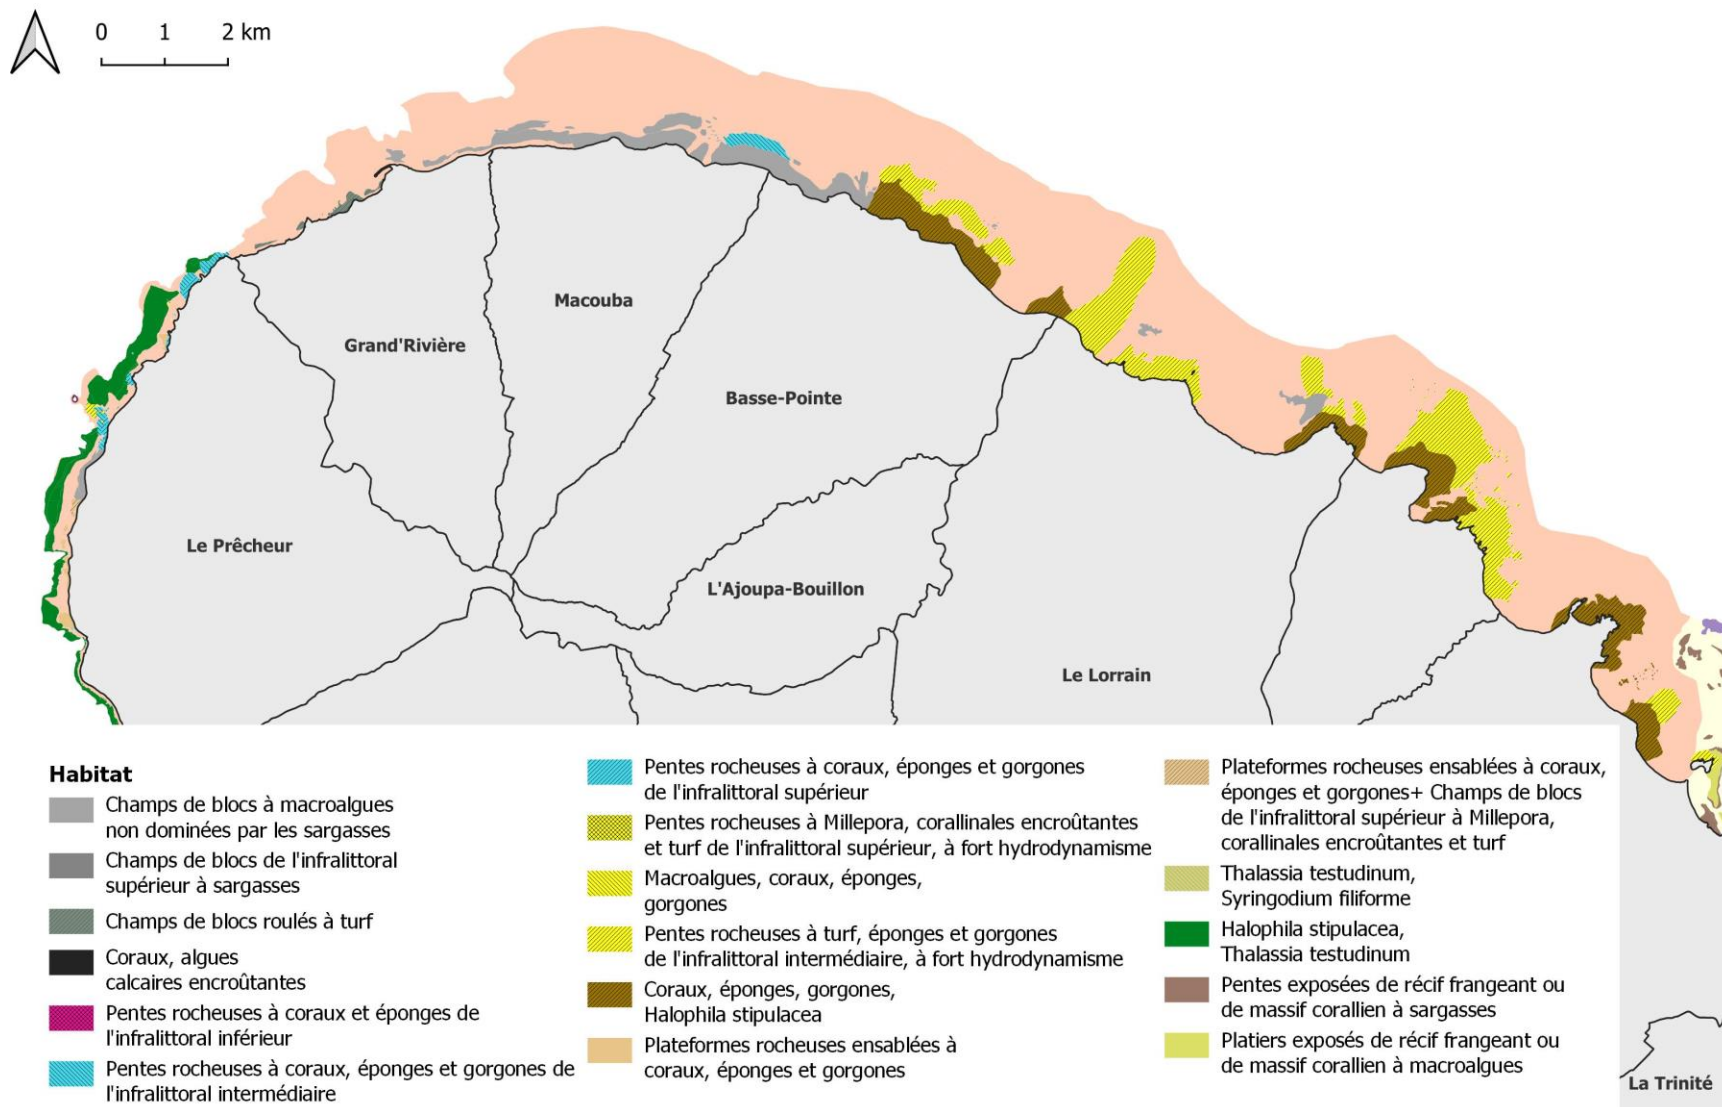 0 1 2 km
Macouba
Grand'Rivière
Basse-Pointe
Le Prêcheur
L'Ajoupa-Bouillon
Le Lorrain
La Trinité
Habitat
Champs de blocs à macroalgues
non dominées par les sargasses
Champs de blocs de l'infralittoral
supérieur à sargasses
Champs de blocs roulés à turf
Coraux, algues
calcaires encroûtantes
Pentes rocheuses à coraux et éponges de
l'infralittoral inférieur
Pentes rocheuses à coraux, éponges et gorgones de
l'infralittoral intermédiaire
Pentes rocheuses à coraux, éponges et gorgones
de l'infralittoral supérieur
Pentes rocheuses à Millepora, corallinales encroûtantes
et turf de l'infralittoral supérieur, à fort hydrodynamisme
Macroalgues, coraux, éponges,
gorgones
Pentes rocheuses à turf, éponges et gorgones
de l'infralittoral intermédiaire, à fort hydrodynamisme
Coraux, éponges, gorgones,
Halophila stipulacea
Plateformes rocheuses ensablées à
coraux, éponges et gorgones
Plateformes rocheuses ensablées à coraux,
éponges et gorgones+ Champs de blocs
de l'infralittoral supérieur à Millepora,
corallinales encroûtantes et turf
Thalassia testudinum,
Syringodium filiforme
Halophila stipulacea,
Thalassia testudinum
Pentes exposées de récif frangeant ou
de massif corallien à sargasses
Platiers exposés de récif frangeant ou
de massif corallien à macroalgues